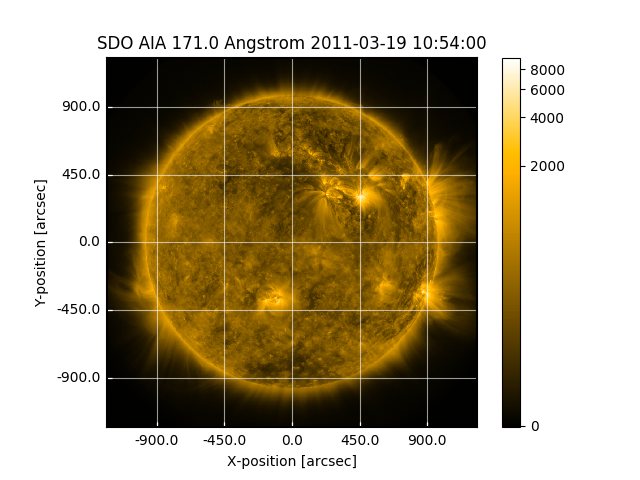 SDO AIA 171.0 Angstrom 2011-03-19 10:54:00
900.0
450.0
0.0
-450.0
-900.0
Y-position [arcsec]
-900.0 -450.0 0.0 450.0 900.0
X-position [arcsec]
8000
6000
4000
2000
0